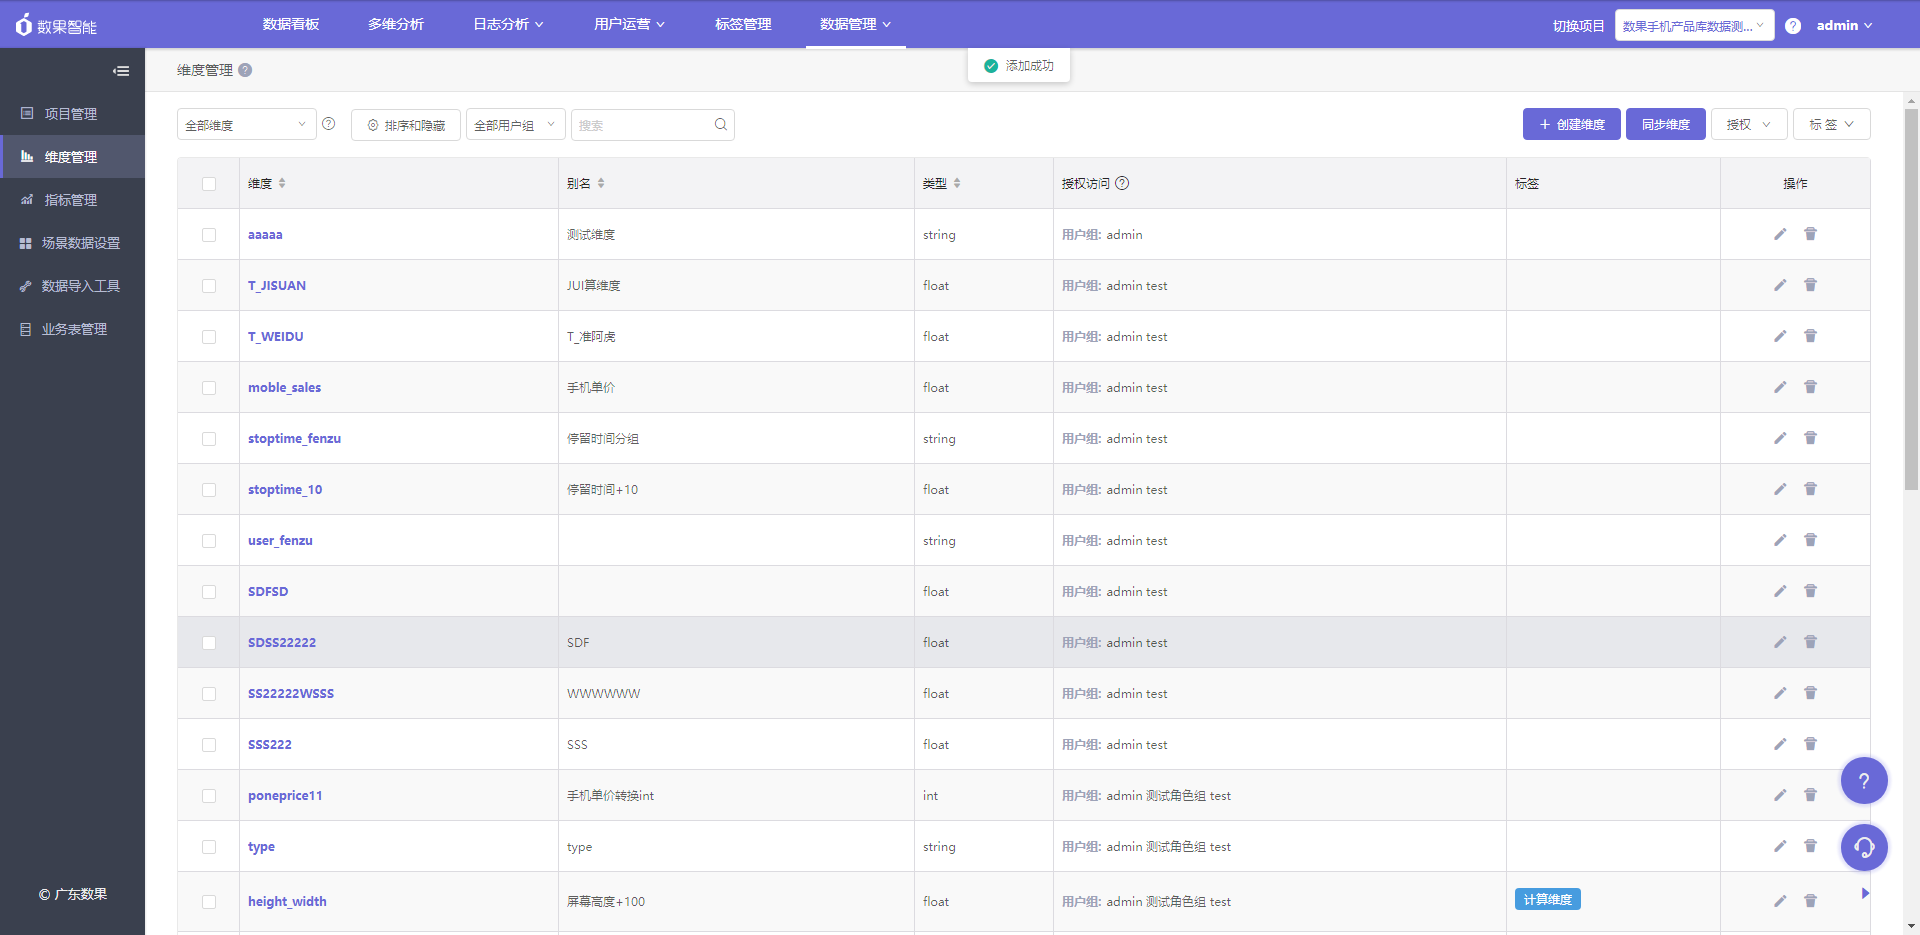 数果智能 数据看板 多维分析 日志分析 用户运营 标签管理 数据管理 切换项目 数果手机产品库数据测... ? admin
维度管理 ? 添加成功
项目管理
维度管理
指标管理
场景数据设置
数据导入工具
业务表管理
© 广东数果
全部维度 ? 排序和隐藏 全部用户组 搜索 + 创建维度 同步维度 授权 标 签
维度 别名 类型 授权访问 ? 标签 操作
aaaaa 测试维度 string 用户组: admin
T_JISUAN JUI算维度 float 用户组: admin test
T_WEIDU T_准阿虎 float 用户组: admin test
moble_sales 手机单价 float 用户组: admin test
stoptime_fenzu 停留时间分组 string 用户组: admin test
stoptime_10 停留时间+10 float 用户组: admin test
user_fenzu string 用户组: admin test
SDFSD float 用户组: admin test
SDSS22222 SDF float 用户组: admin test
SS22222WSSS WWWWWW float 用户组: admin test
SSS222 SSS float 用户组: admin test
poneprice11 手机单价转换int int 用户组: admin 测试角色组 test
type type string 用户组: admin 测试角色组 test
height_width 屏幕高度+100 float 用户组: admin 测试角色组 test 计算维度
?